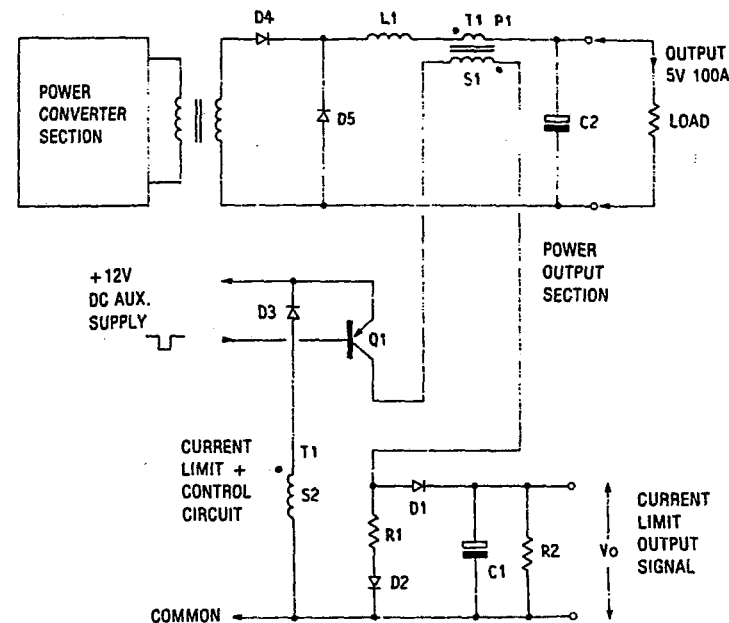 D4
L1
T1 P1
S1
OUTPUT
5V 100A
POWER
CONVERTER
SECTION
D5
C2
LOAD
POWER
OUTPUT
SECTION
+12V
DC AUX.
SUPPLY
D3
Q1
CURRENT
LIMIT +
CONTROL
CIRCUIT
T1
S2
D1
R1
D2
C1
R2
Vo
CURRENT
LIMIT
OUTPUT
SIGNAL
COMMON